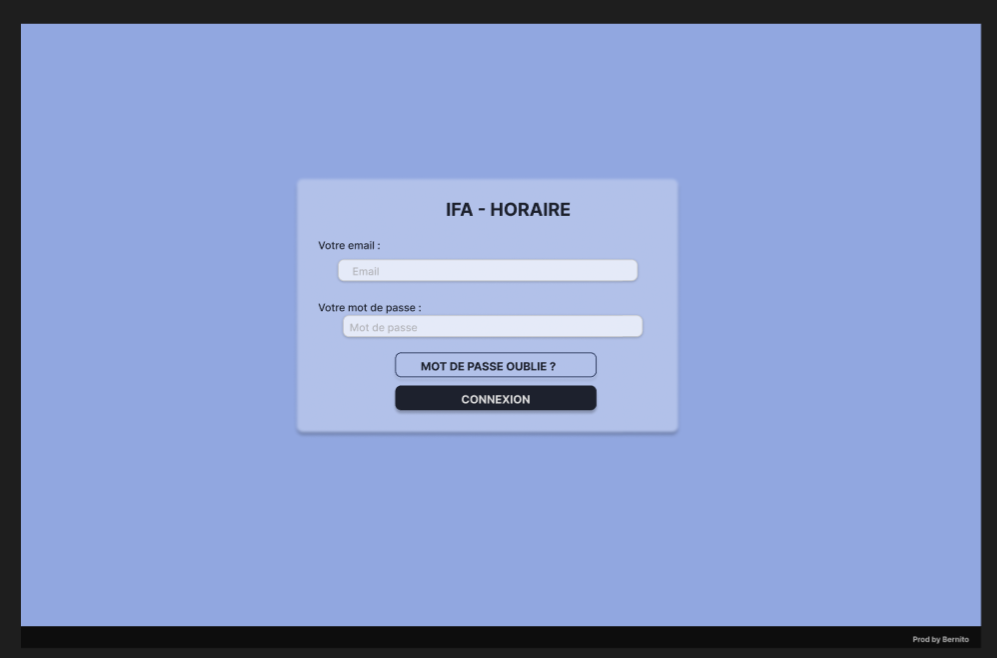 IFA - HORAIRE
Votre email :
Email
Votre mot de passe :
Mot de passe
MOT DE PASSE OUBLIE ?
CONNEXION
Prod by Bernito